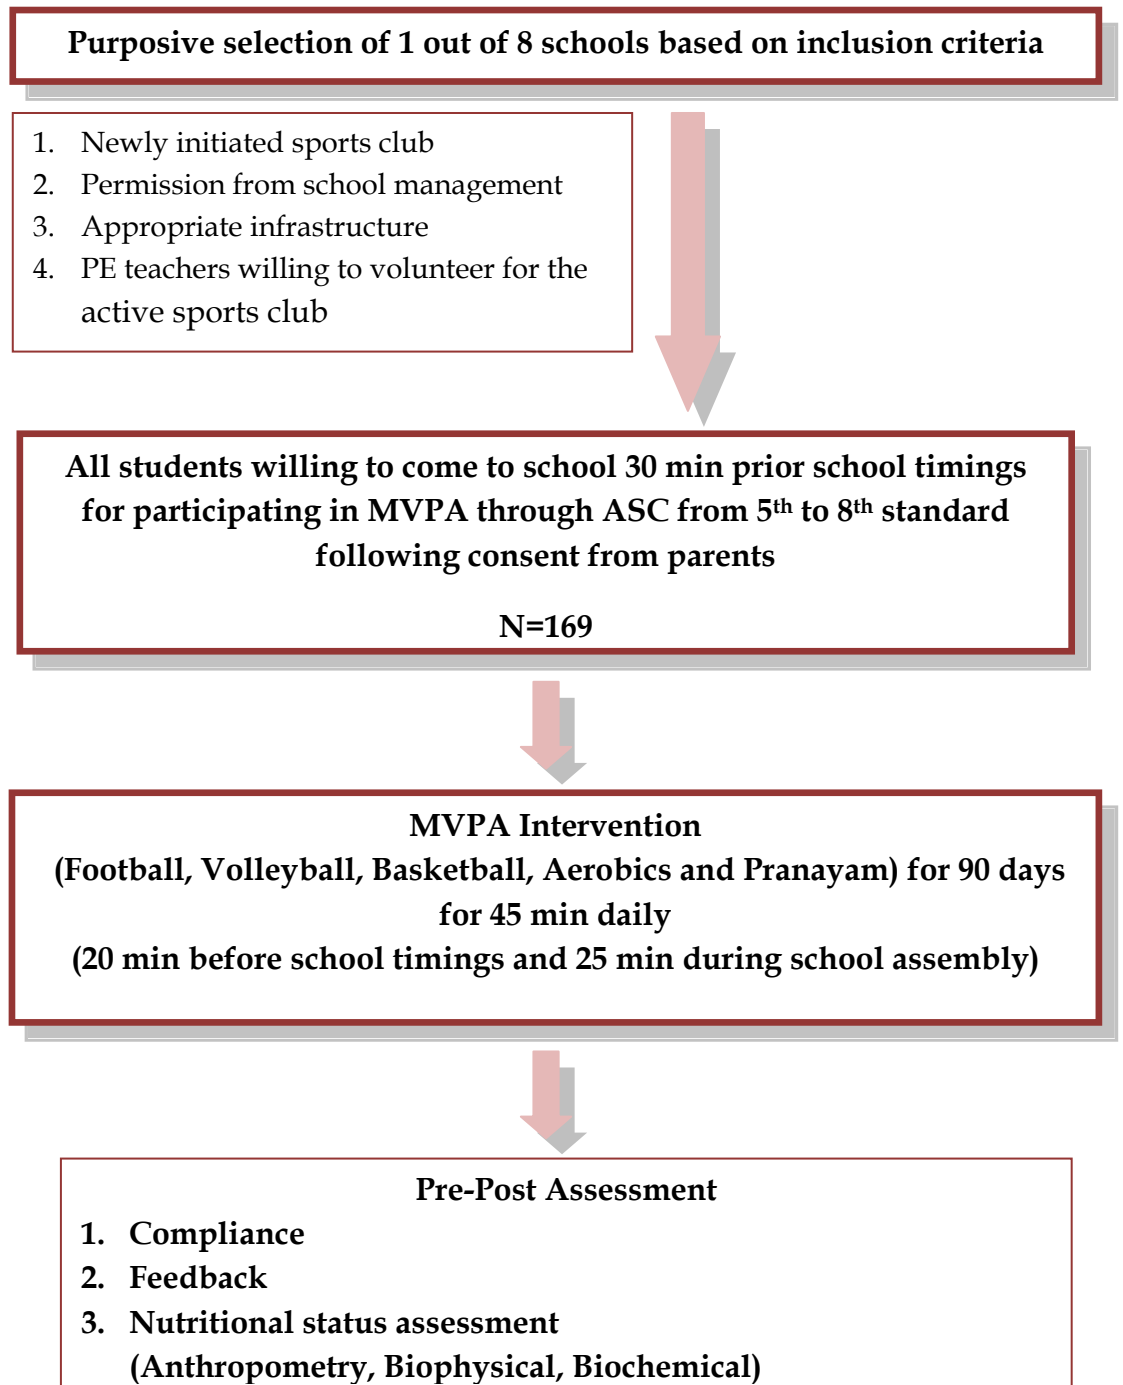 Purposive selection of 1 out of 8 schools based on inclusion criteria
1. Newly initiated sports club
2. Permission from school management
3. Appropriate infrastructure
4. PE teachers willing to volunteer for the
active sports club
All students willing to come to school 30 min prior school timings
for participating in MVPA through ASC from 5th to 8th standard
following consent from parents
N=169
MVPA Intervention
(Football, Volleyball, Basketball, Aerobics and Pranayam) for 90 days
for 45 min daily
(20 min before school timings and 25 min during school assembly)
Pre-Post Assessment
1. Compliance
2. Feedback
3. Nutritional status assessment
(Anthropometry, Biophysical, Biochemical)